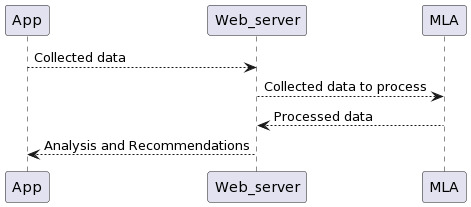 App
Web_server
MLA
Collected data
Collected data to process
Processed data
Analysis and Recommendations
App
Web_server
MLA